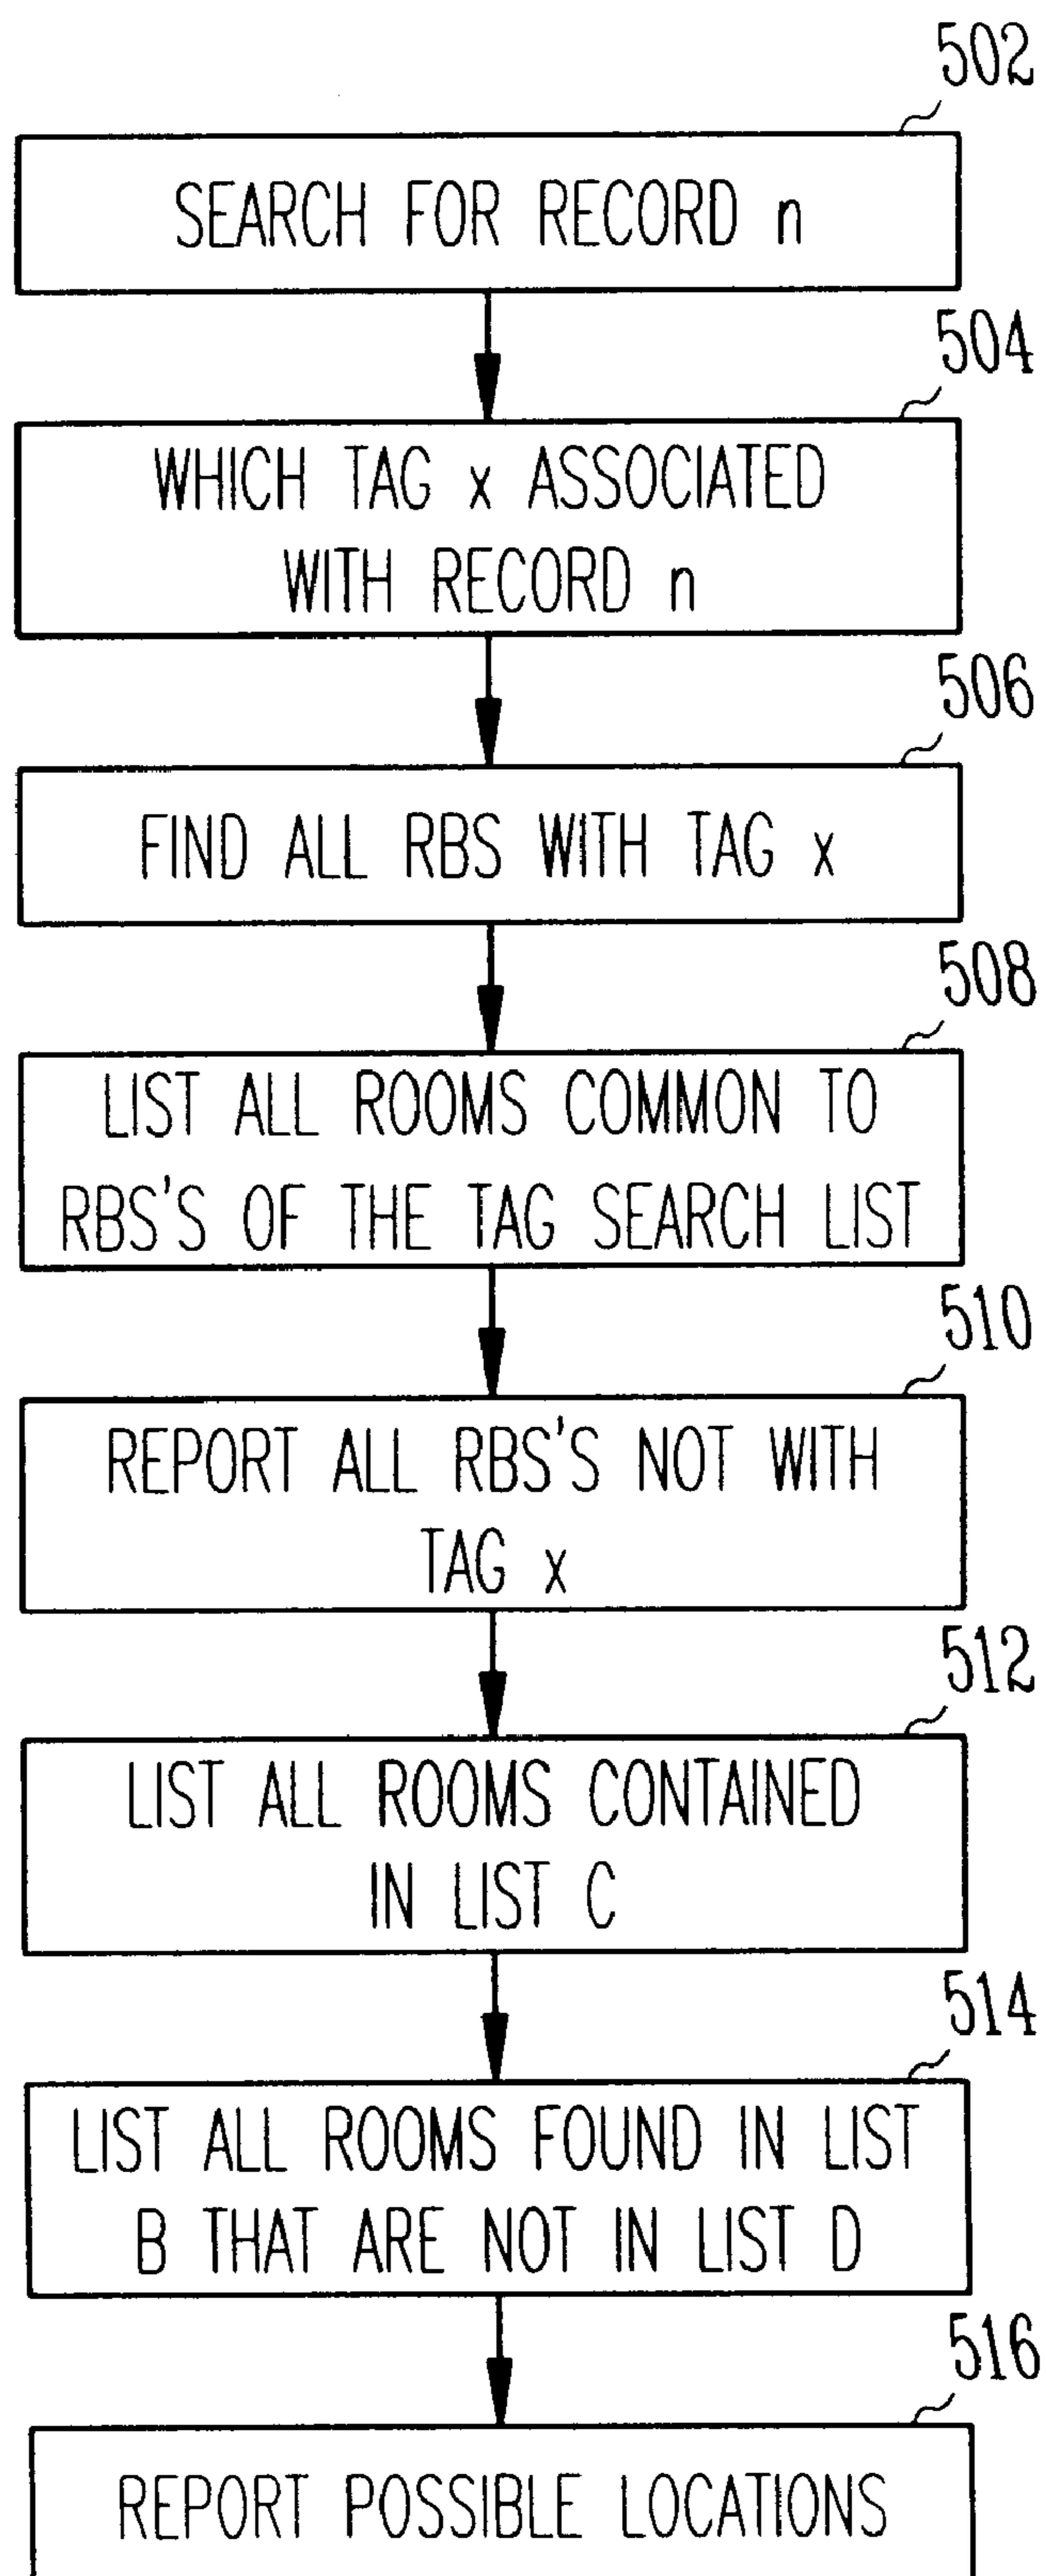 502
SEARCH FOR RECORD n
504
WHICH TAG x ASSOCIATED
WITH RECORD n
506
FIND ALL RBS WITH TAG x
508
LIST ALL ROOMS COMMON TO
RBS'S OF THE TAG SEARCH LIST
510
REPORT ALL RBS'S NOT WITH
TAG x
512
LIST ALL ROOMS CONTAINED
IN LIST C
514
LIST ALL ROOMS FOUND IN LIST
B THAT ARE NOT IN LIST D
516
REPORT POSSIBLE LOCATIONS